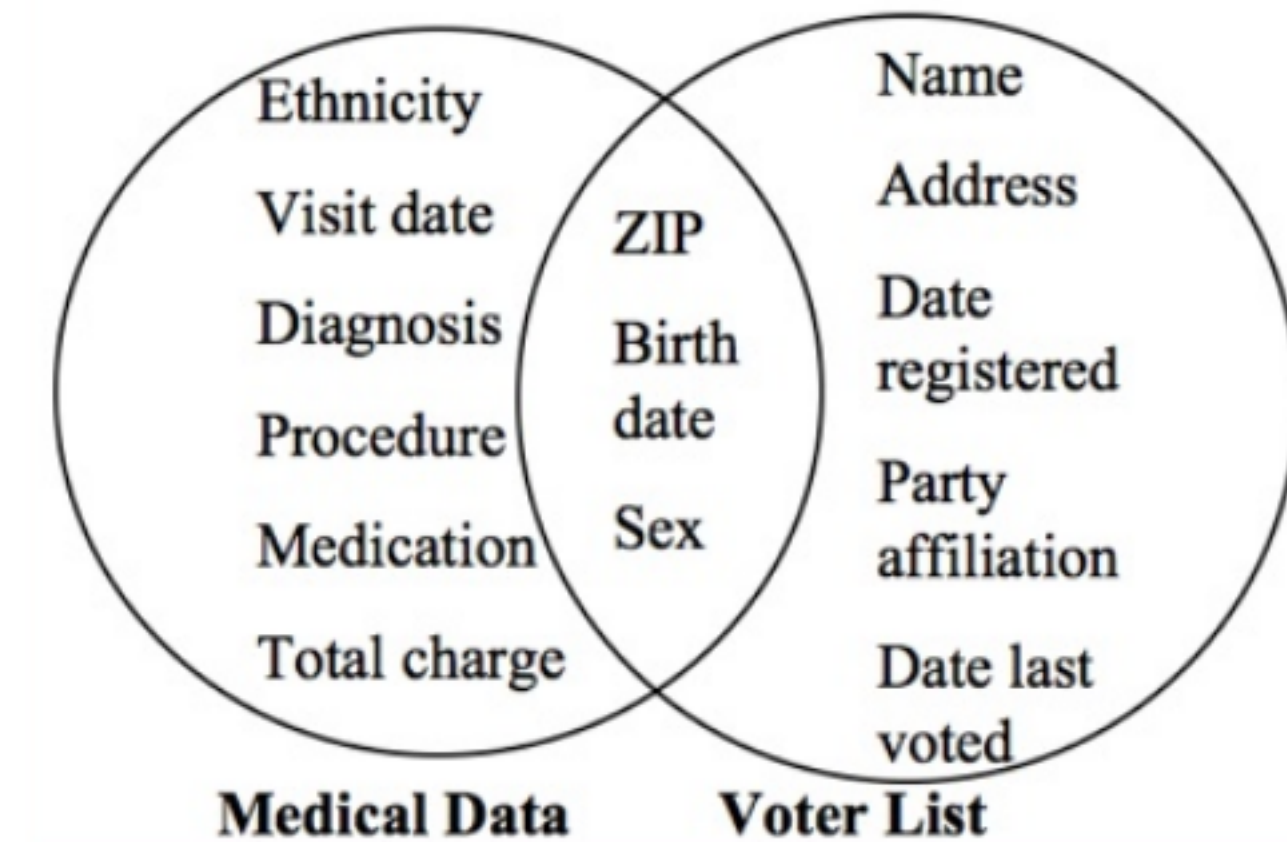 Ethnicity
Visit date
Diagnosis
Procedure
Medication
Total charge
ZIP
Birth
date
Sex
Name
Address
Date
registered
Party
affiliation
Date last
voted
Medical Data
Voter List